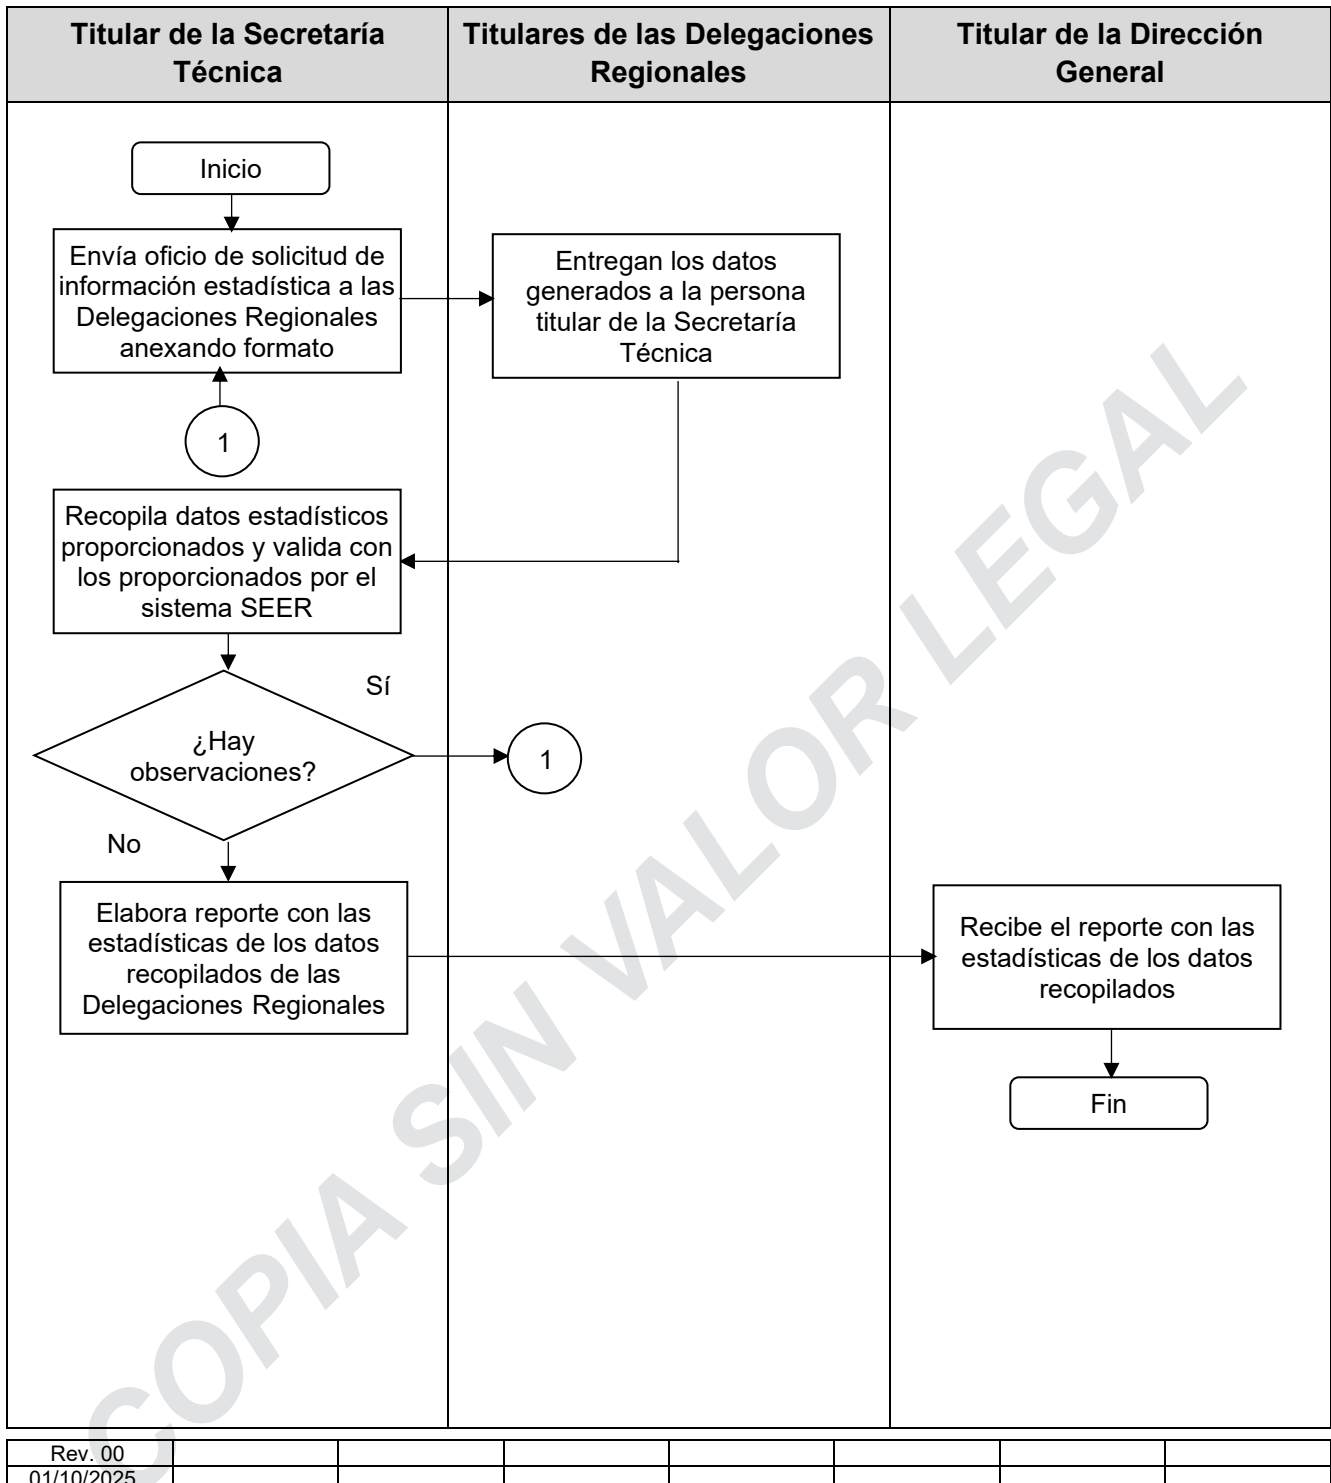 Titular de la Secretaría
Técnica
Titulares de las Delegaciones
Regionales
Titular de la Dirección
General
Inicio
Envía oficio de solicitud de
información estadística a las
Delegaciones Regionales
anexando formato
Entregan los datos
generados a la persona
titular de la Secretaría
Técnica
1
Recopila datos estadísticos
proporcionados y valida con
los proporcionados por el
sistema SEER
Sí
¿Hay
observaciones?
1
No
Elabora reporte con las
estadísticas de los datos
recopilados de las
Delegaciones Regionales
Recibe el reporte con las
estadísticas de los datos
recopilados
Fin
COPIA SIN VALOR LEGAL
Rev. 00
01/10/2025